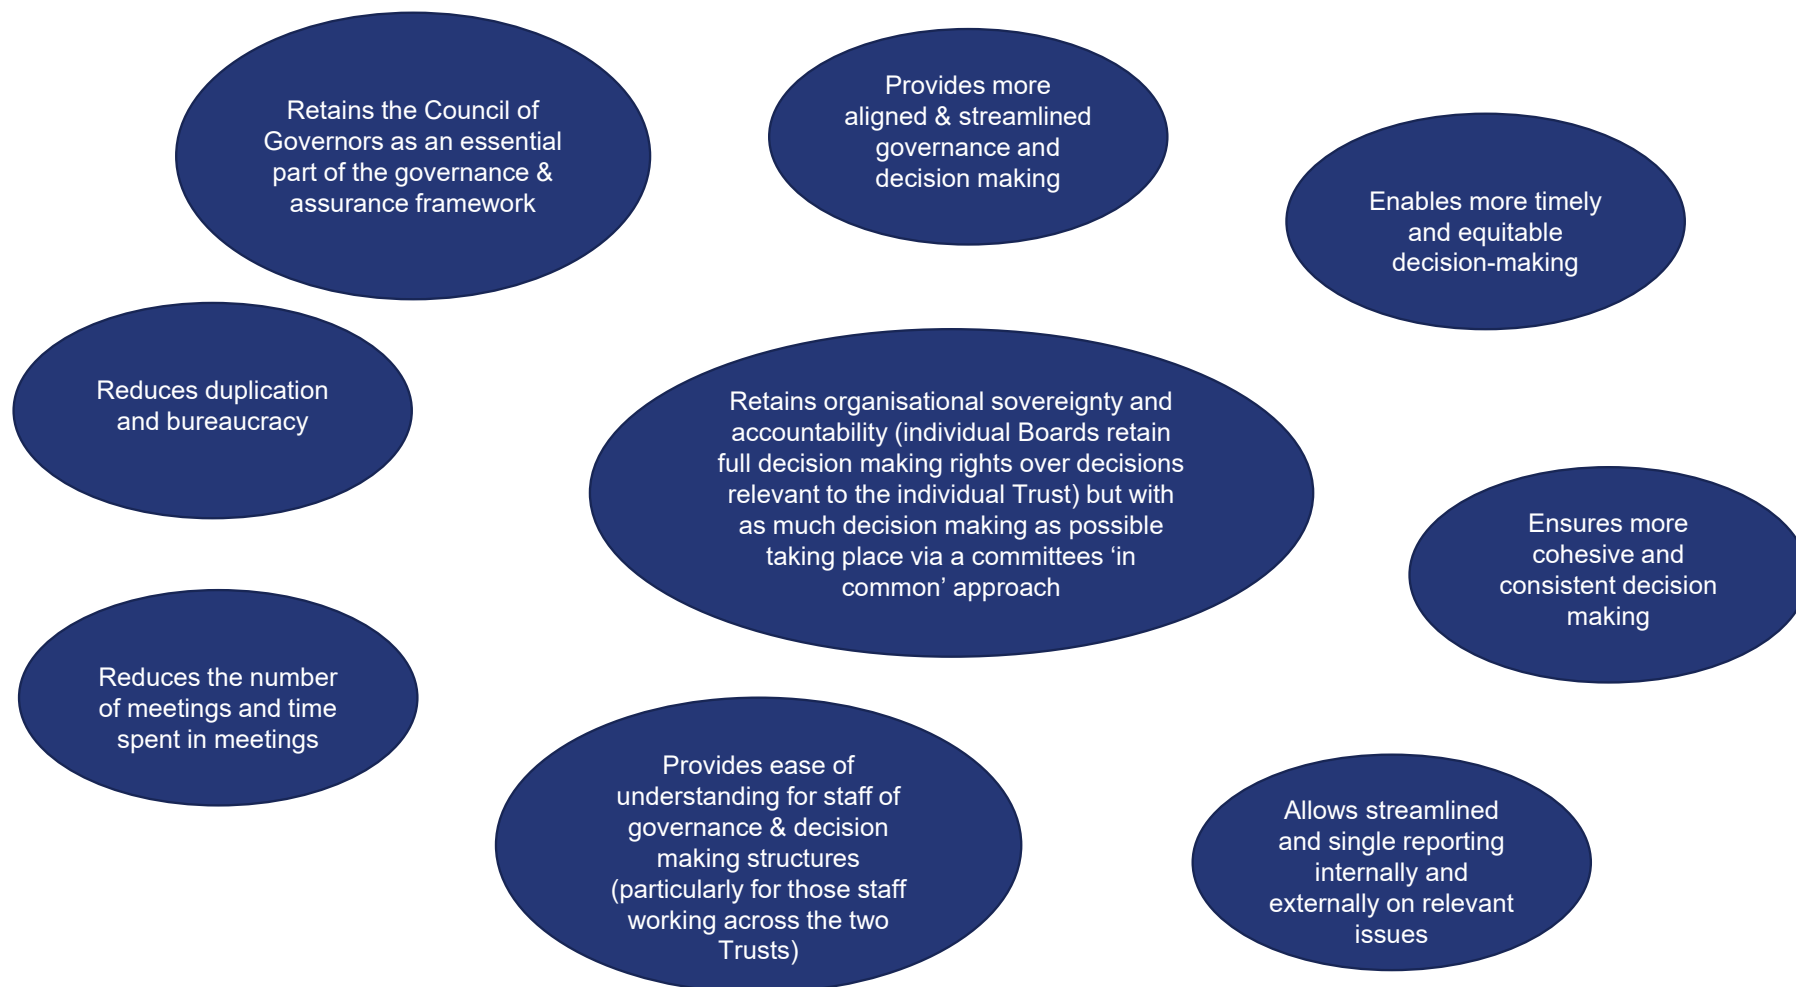 Retains the Council of
Governors as an essential
part of the governance &
assurance framework
Provides more
aligned & streamlined
governance and
decision making
Enables more timely
and equitable
decision-making
Reduces duplication
and bureaucracy
Retains organisational sovereignty and
accountability (individual Boards retain
full decision making rights over decisions
relevant to the individual Trust) but with
as much decision making as possible
taking place via a committees ‘in
common’ approach
Ensures more
cohesive and
consistent decision
making
Reduces the number
of meetings and time
spent in meetings
Provides ease of
understanding for staff of
governance & decision
making structures
(particularly for those staff
working across the two
Trusts)
Allows streamlined
and single reporting
internally and
externally on relevant
issues